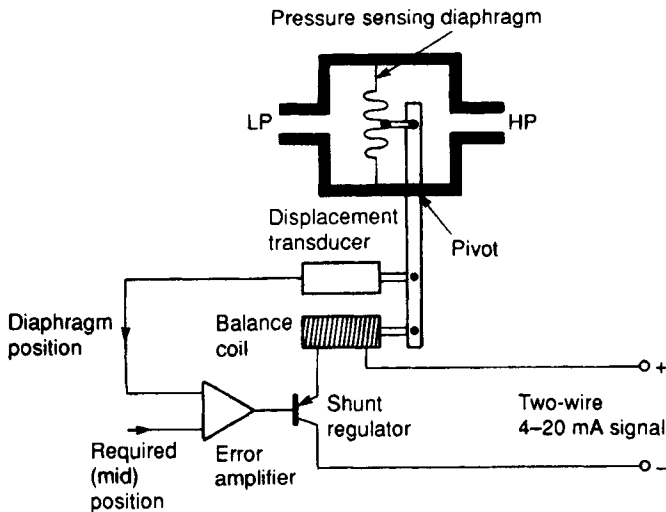 Pressure sensing diaphragm
LP
HP
Displacement
transducer
Pivot
Diaphragm
position
Balance
coil
+
Shunt
regulator
Two-wire
4–20 mA signal
Required
(mid)
position
Error
amplifier
–